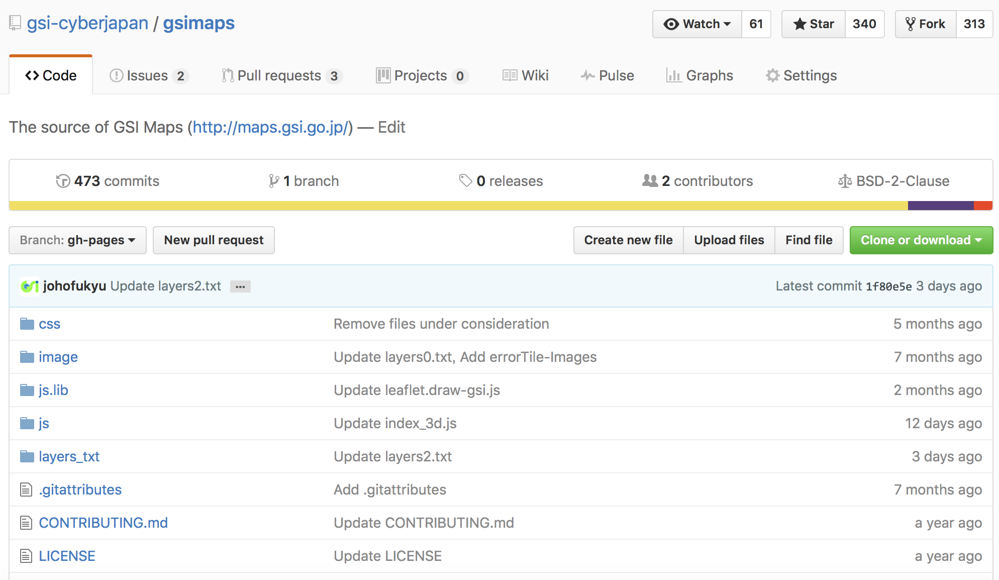 gsi-cyberjapan / gsimaps
Watch 61 Star 340 Fork 313
Code Issues 2 Pull requests 3 Projects 0 Wiki Pulse Graphs Settings
The source of GSI Maps (http://maps.gsi.go.jp/) — Edit
473 commits 1 branch 0 releases 2 contributors BSD-2-Clause
Branch: gh-pages New pull request Create new file Upload files Find file Clone or download
johofukyu Update layers2.txt ... Latest commit 1f80e5e 3 days ago
css Remove files under consideration 5 months ago
image Update layers0.txt, Add errorTile-Images 7 months ago
js.lib Update leaflet.draw-gsi.js 2 months ago
js Update index_3d.js 12 days ago
layers_txt Update layers2.txt 3 days ago
.gitattributes Add .gitattributes 7 months ago
CONTRIBUTING.md Update CONTRIBUTING.md a year ago
LICENSE Update LICENSE a year ago